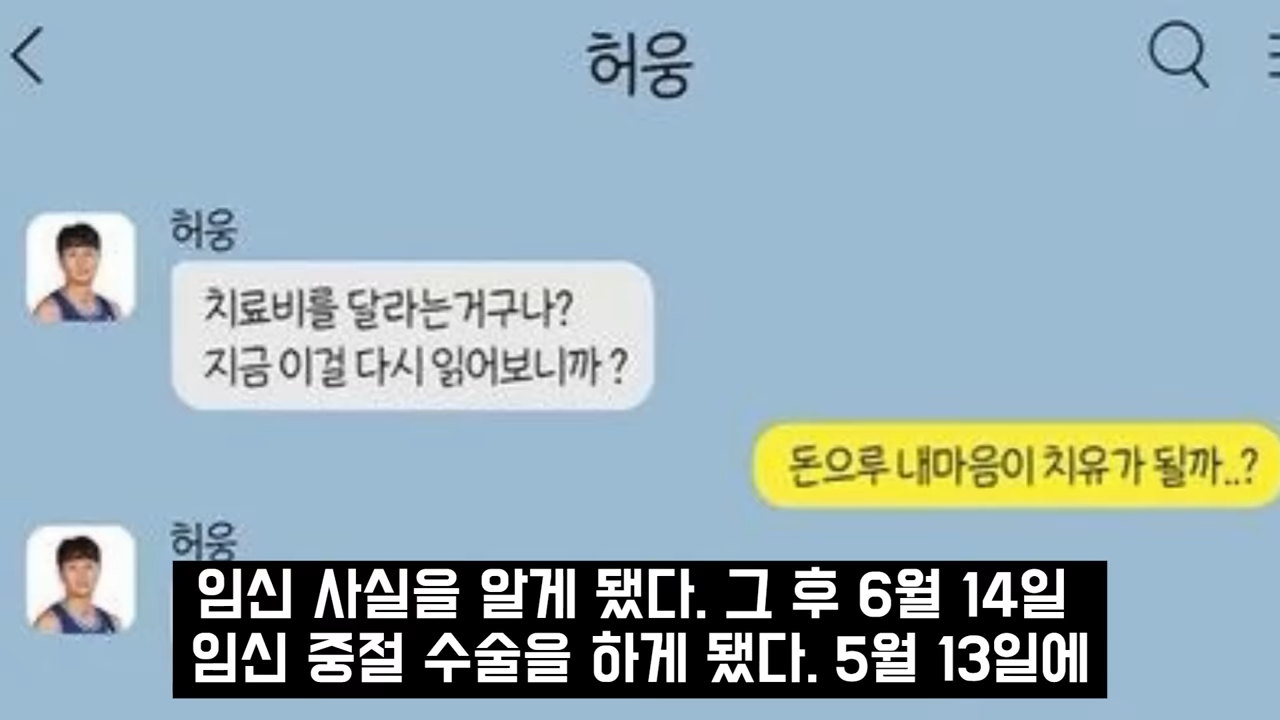 허웅
허웅
치료비를 달라는거구나?
지금 이걸 다시 읽어보니까 ?
돈으루 내마음이 치유가 될까..?
허웅
임신 사실을 알게 됐다. 그 후 6월 14일
임신 중절 수술을 하게 됐다. 5월 13일에